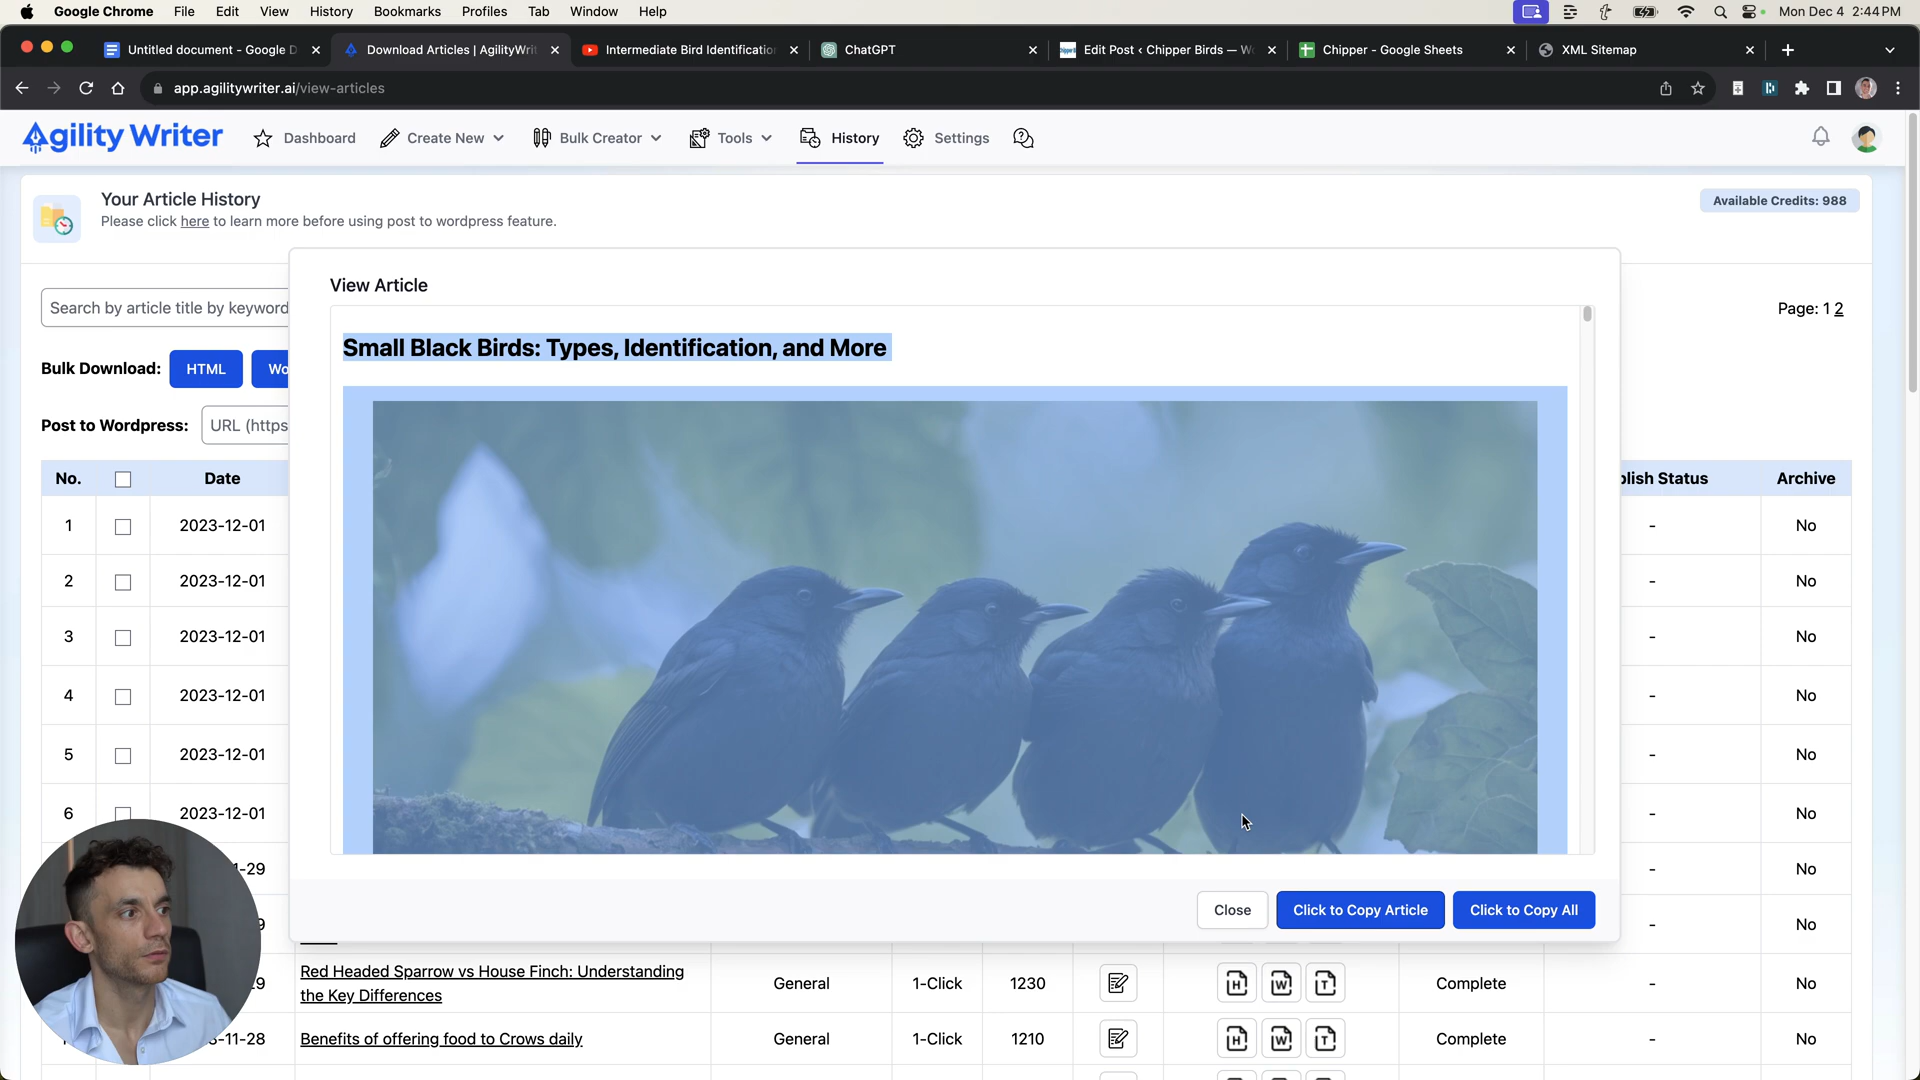 Google Chrome File Edit View History Bookmarks Profiles Tab Window Help Mon Dec 4 2:44 PM
Untitled document - Google D Download Articles | AgilityWrit Intermediate Bird Identification ChatGPT Edit Post ‹ Chipper Birds — Wo Chipper - Google Sheets XML Sitemap
app.agilitywriter.ai/view-articles
Agility Writer Dashboard Create New Bulk Creator Tools History Settings
Your Article History
Available Credits: 988
Please click here to learn more before using post to wordpress feature.
View Article
Search by article title by keyword
Page: 1 2
Small Black Birds: Types, Identification, and More
Bulk Download: HTML Wo
Post to Wordpress: URL (https
No. Date blish Status Archive
1 2023-12-01 - No
2 2023-12-01 - No
3 2023-12-01 - No
4 2023-12-01 - No
5 2023-12-01 - No
6 2023-12-01 - No
-29 - No
Close Click to Copy Article Click to Copy All
9 - No
9 Red Headed Sparrow vs House Finch: Understanding
the Key Differences
General 1-Click 1230 H W T Complete - No
3-11-28 Benefits of offering food to Crows daily General 1-Click 1210 H W T Complete - No